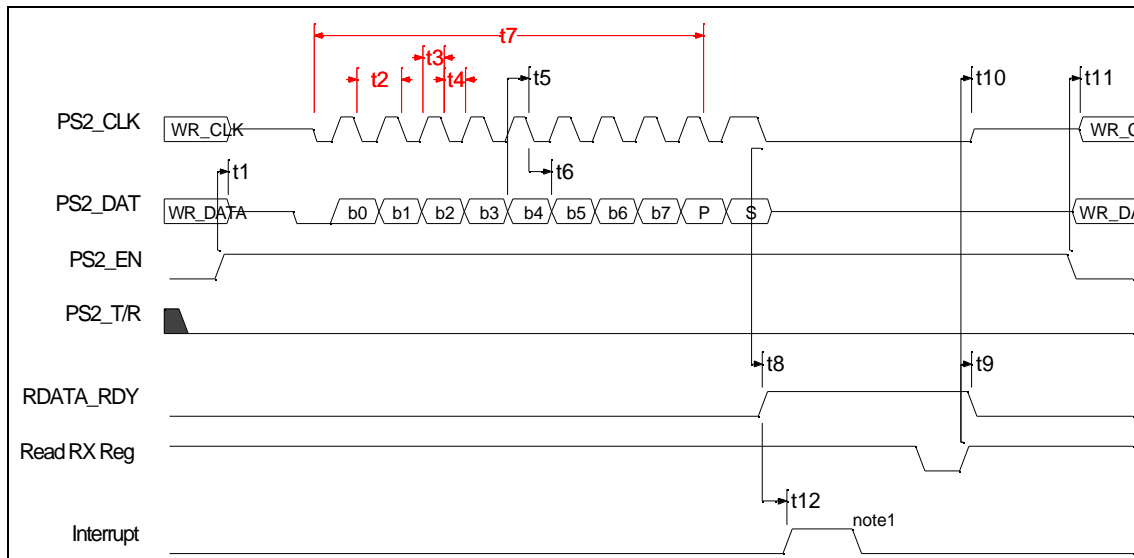 t7
t3
t2
t4
t5
t10
t11
PS2_CLK
WR_CLK
WR_C
t1
t6
PS2_DAT
WR_DATA
b0
b1
b2
b3
b4
b5
b6
b7
P
S
WR_DA
PS2_EN
PS2_T/R
t8
t9
RDATA_RDY
Read RX Reg
t12
note1
Interrupt